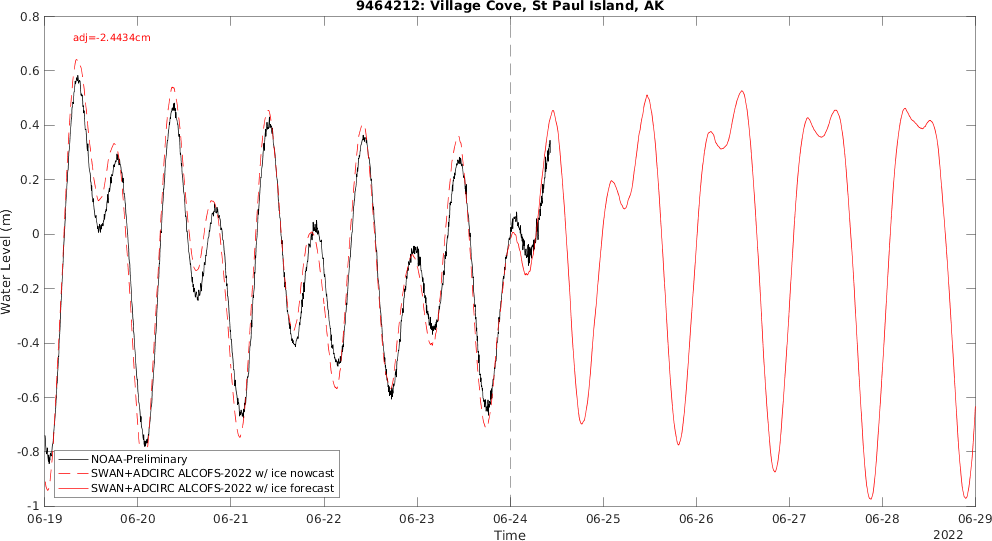 9464212: Village Cove, St Paul Island, AK
adj=-2.4434cm
Water Level (m)
0.8
0.6
0.4
0.2
0
-0.2
-0.4
-0.6
-0.8
-1
NOAA-Preliminary
SWAN+ADCIRC ALCOFS-2022 w/ ice nowcast
SWAN+ADCIRC ALCOFS-2022 w/ ice forecast
06-19 06-20 06-21 06-22 06-23 06-24 06-25 06-26 06-27 06-28 06-29
Time
2022